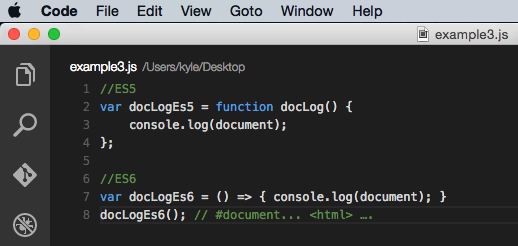 Code File Edit View Goto Window Help
example3.js
example3.js /Users/kyle/Desktop
1 //ES5
2 var docLogEs5 = function docLog() {
3     console.log(document);
4 };
5
6 //ES6
7 var docLogEs6 = () => { console.log(document); }
8 docLogEs6(); // #document... <html> ….